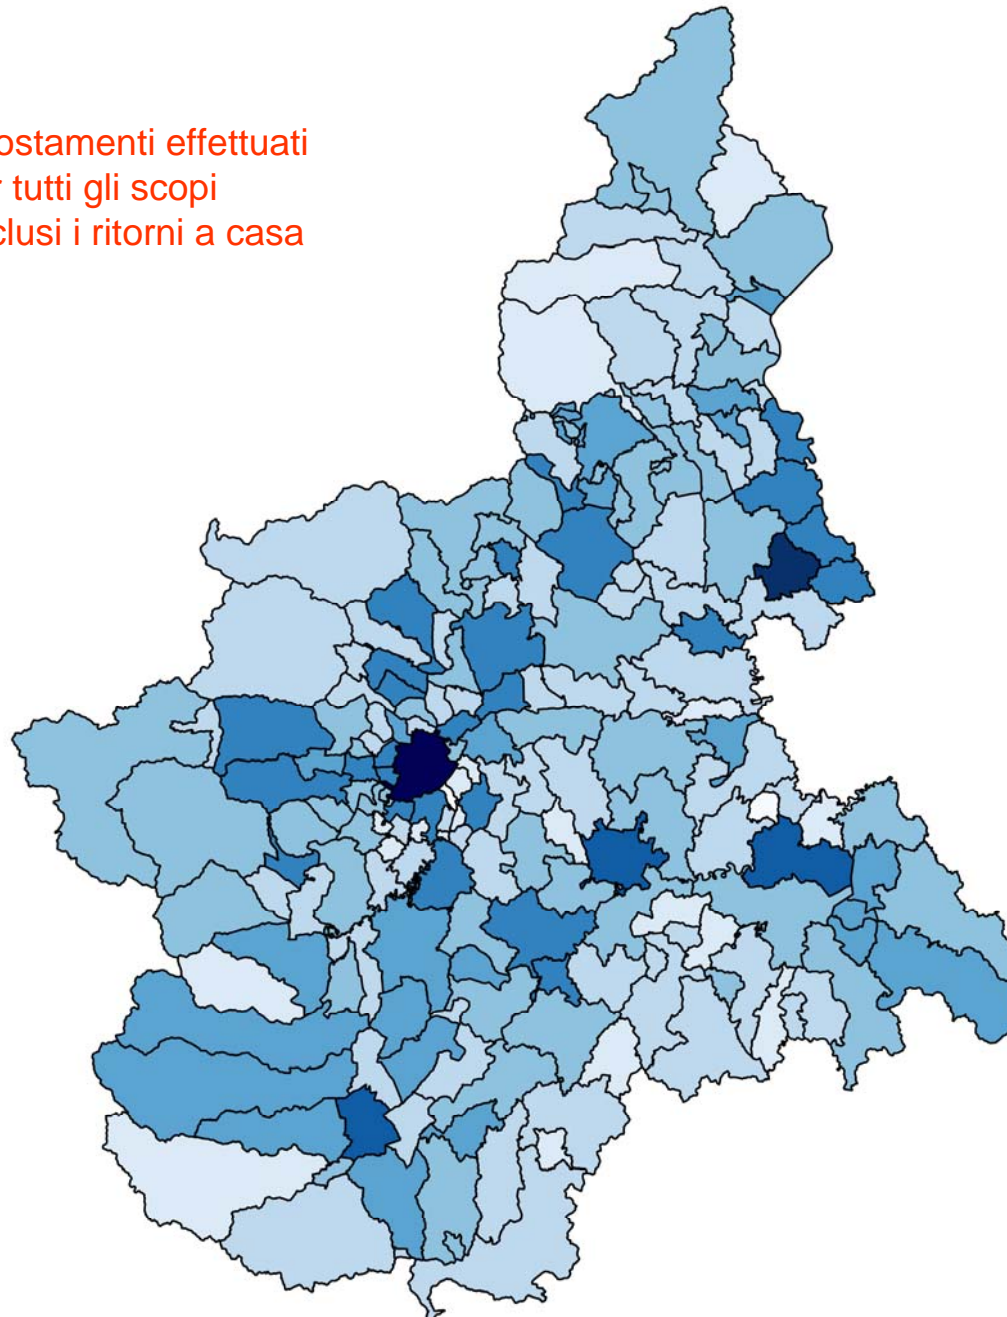 ostamenti effettuati
r tutti gli scopi
clusi i ritorni a casa